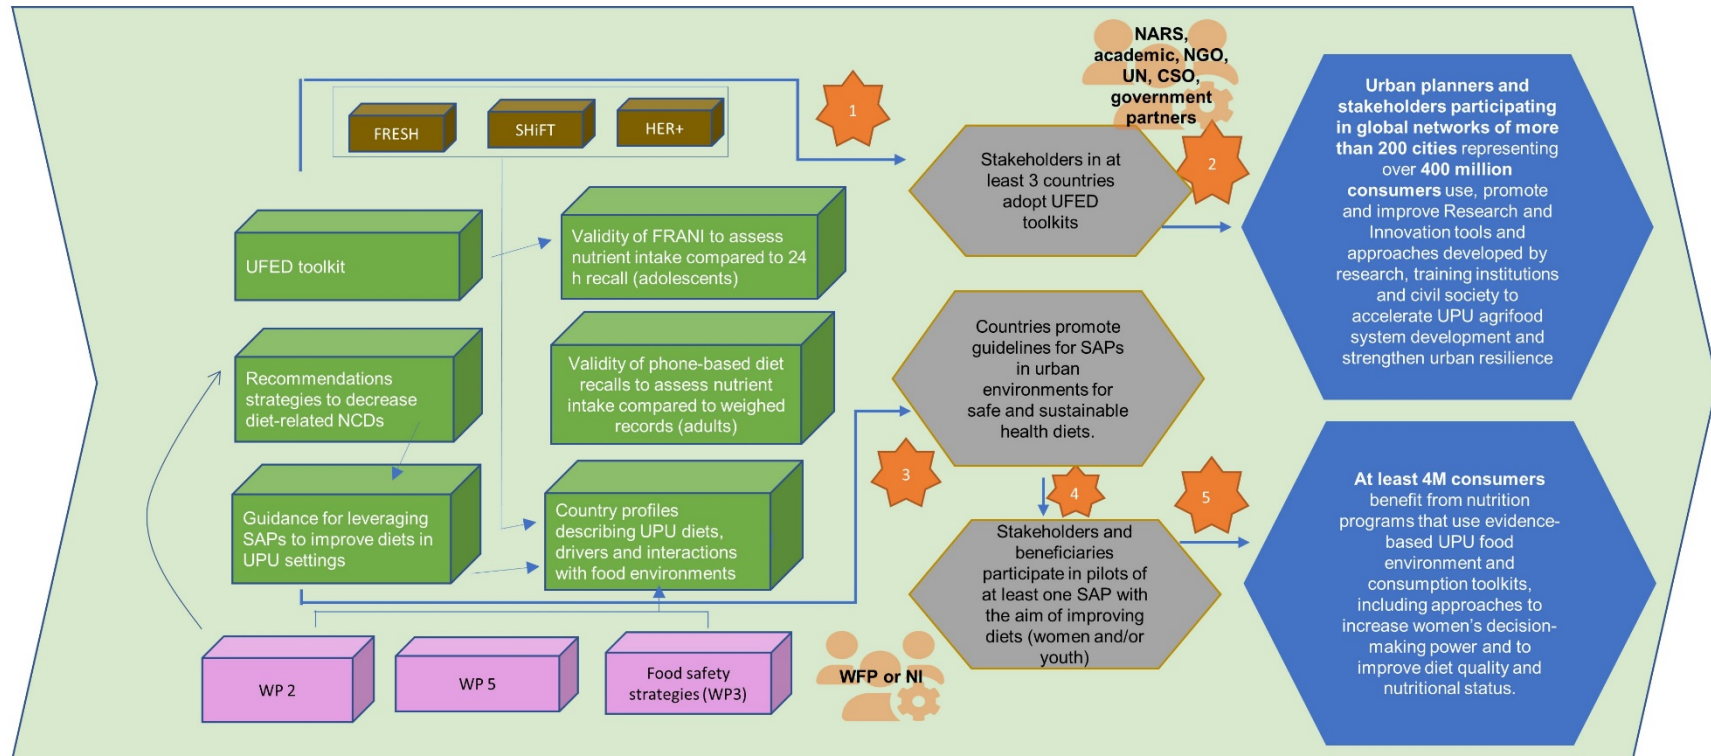 FRESH
SHiFT
HER+
1
NARS,
academic, NGO,
UN, CSO,
government
partners
2
Stakeholders in at
least 3 countries
adopt UFED
toolkits
Urban planners and
stakeholders participating
in global networks of more
than 200 cities representing
over 400 million
consumers use, promote
and improve Research and
Innovation tools and
approaches developed by
research, training institutions
and civil society to
accelerate UPU agrifood
system development and
strengthen urban resilience
UFED toolkit
Validity of FRANI to assess
nutrient intake compared to 24
h recall (adolescents)
Recommendations
strategies to decrease
diet-related NCDs
Validity of phone-based diet
recalls to assess nutrient
intake compared to weighed
records (adults)
Countries promote
guidelines for SAPs
in urban
environments for
safe and sustainable
health diets.
3
4
5
Guidance for leveraging
SAPs to improve diets in
UPU settings
Country profiles
describing UPU diets,
drivers and interactions
with food environments
Stakeholders and
beneficiaries
participate in pilots of
at least one SAP with
the aim of improving
diets (women and/or
youth)
At least 4M consumers
benefit from nutrition
programs that use evidence-
based UPU food
environment and
consumption toolkits,
including approaches to
increase women's decision-
making power and to
improve diet quality and
nutritional status.
WP 2
WP 5
Food safety
strategies (WP3)
WFP or NI